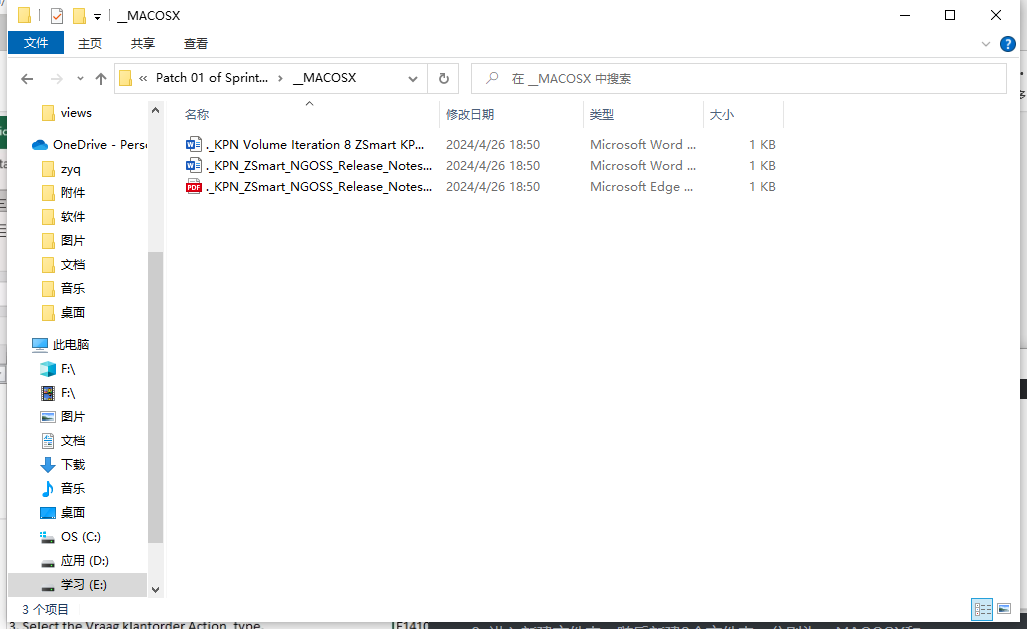 __MACOSX
文件 主页 共享 查看
« Patch 01 of Sprint... › __MACOSX
在 __MACOSX 中搜索
名称 修改日期 类型 大小
._KPN Volume Iteration 8 ZSmart KP... 2024/4/26 18:50 Microsoft Word ... 1 KB
._KPN_ZSmart_NGOSS_Release_Notes... 2024/4/26 18:50 Microsoft Word ... 1 KB
._KPN_ZSmart_NGOSS_Release_Notes... 2024/4/26 18:50 Microsoft Edge ... 1 KB
views
OneDrive - Pers
zyq
附件
软件
图片
文档
音乐
桌面
此电脑
F:\
F:\
图片
文档
下载
音乐
桌面
OS (C:)
应用 (D:)
学习 (E:)
3 个项目
3. Select the Vraag klantorder Action type.